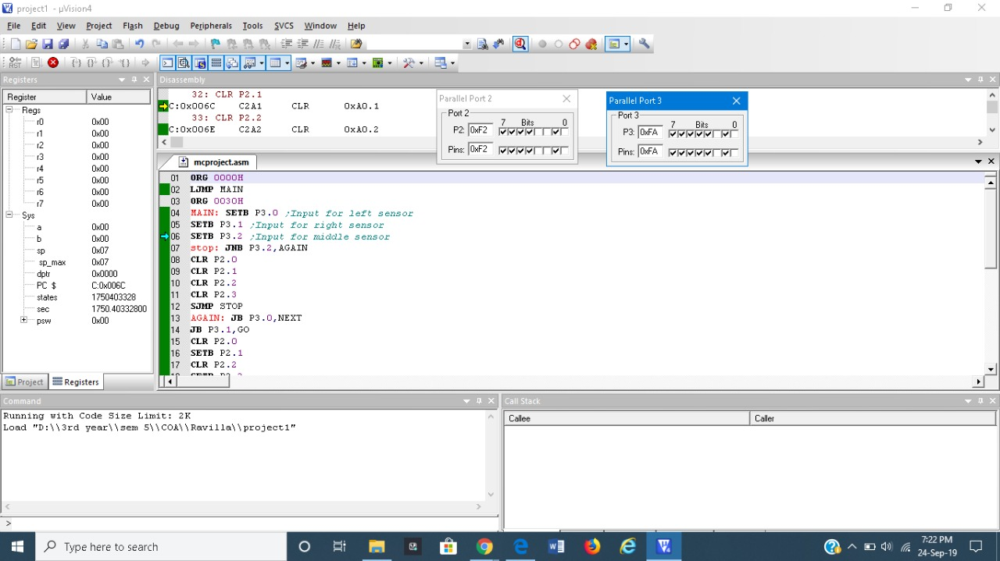 project1 - µVision4
File Edit View Project Flash Debug Peripherals Tools SVCS Window Help
Registers
Register Value
Regs
r0 0x00
r1 0x00
r2 0x00
r3 0x00
r4 0x00
r5 0x00
r6 0x00
r7 0x00
Sys
a 0x00
b 0x00
sp 0x07
sp_max 0x07
dptr 0x0000
PC $ C:0x006C
states 1750403328
sec 1750.40332800
psw 0x00
Project Registers
Disassembly
32: CLR P2.1
C:0x006C C2A1 CLR 0xA0.1
33: CLR P2.2
C:0x006E C2A2 CLR 0xA0.2
Parallel Port 2
Port 2
7 Bits 0
P2: 0xF2
Pins: 0xF2
Parallel Port 3
Port 3
7 Bits 0
P3: 0xFA
Pins: 0xFA
mcproject.asm
01 ORG 0000H
02 LJMP MAIN
03 ORG 0030H
04 MAIN: SETB P3.0 ;Input for left sensor
05 SETB P3.1 ;Input for right sensor
06 SETB P3.2 ;Input for middle sensor
07 stop: JNB P3.2,AGAIN
08 CLR P2.0
09 CLR P2.1
10 CLR P2.2
11 CLR P2.3
12 SJMP STOP
13 AGAIN: JB P3.0,NEXT
14 JB P3.1,GO
15 CLR P2.0
16 SETB P2.1
17 CLR P2.2
Command
Running with Code Size Limit: 2K
Load "D:\\3rd year\\sem 5\\COA\\Ravilla\\project1"
>
Call Stack
Callee Caller
Type here to search
7:22 PM
24-Sep-19